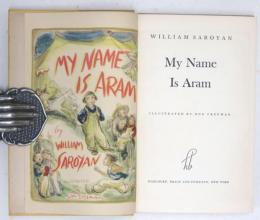 MY NAME
IS ARAM
by
WILLIAM
SAROYAN
WILLIAM SAROYAN
My Name
Is Aram
ILLUSTRATED BY DON FREEMAN
hb
HARCOURT, BRACE AND COMPANY, NEW YORK